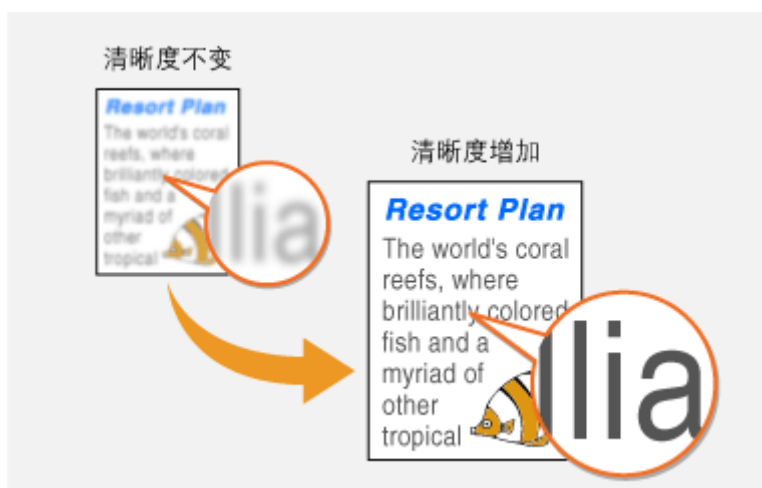 清晰度不变
Resort Plan
The world's coral
reefs, where
brilliantly colored
fish and a
myriad of
other
tropical
llia
清晰度增加
Resort Plan
The world's coral
reefs, where
brilliantly colored
fish and a
myriad of
other
tropical
llia